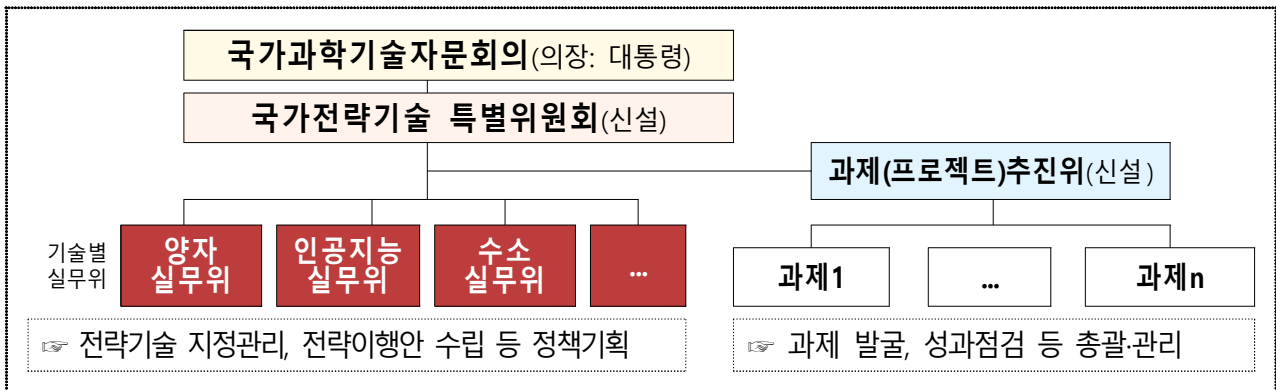 국가과학기술자문회의(의장: 대통령)
국가전략기술 특별위원회(신설)
과제(프로젝트)추진위(신설)
기술별
실무위
양자
실무위
인공지능
실무위
수소
실무위
...
과제1
...
과제n
☞ 전략기술 지정관리, 전략이행안 수립 등 정책기획
☞ 과제 발굴, 성과점검 등 총괄·관리